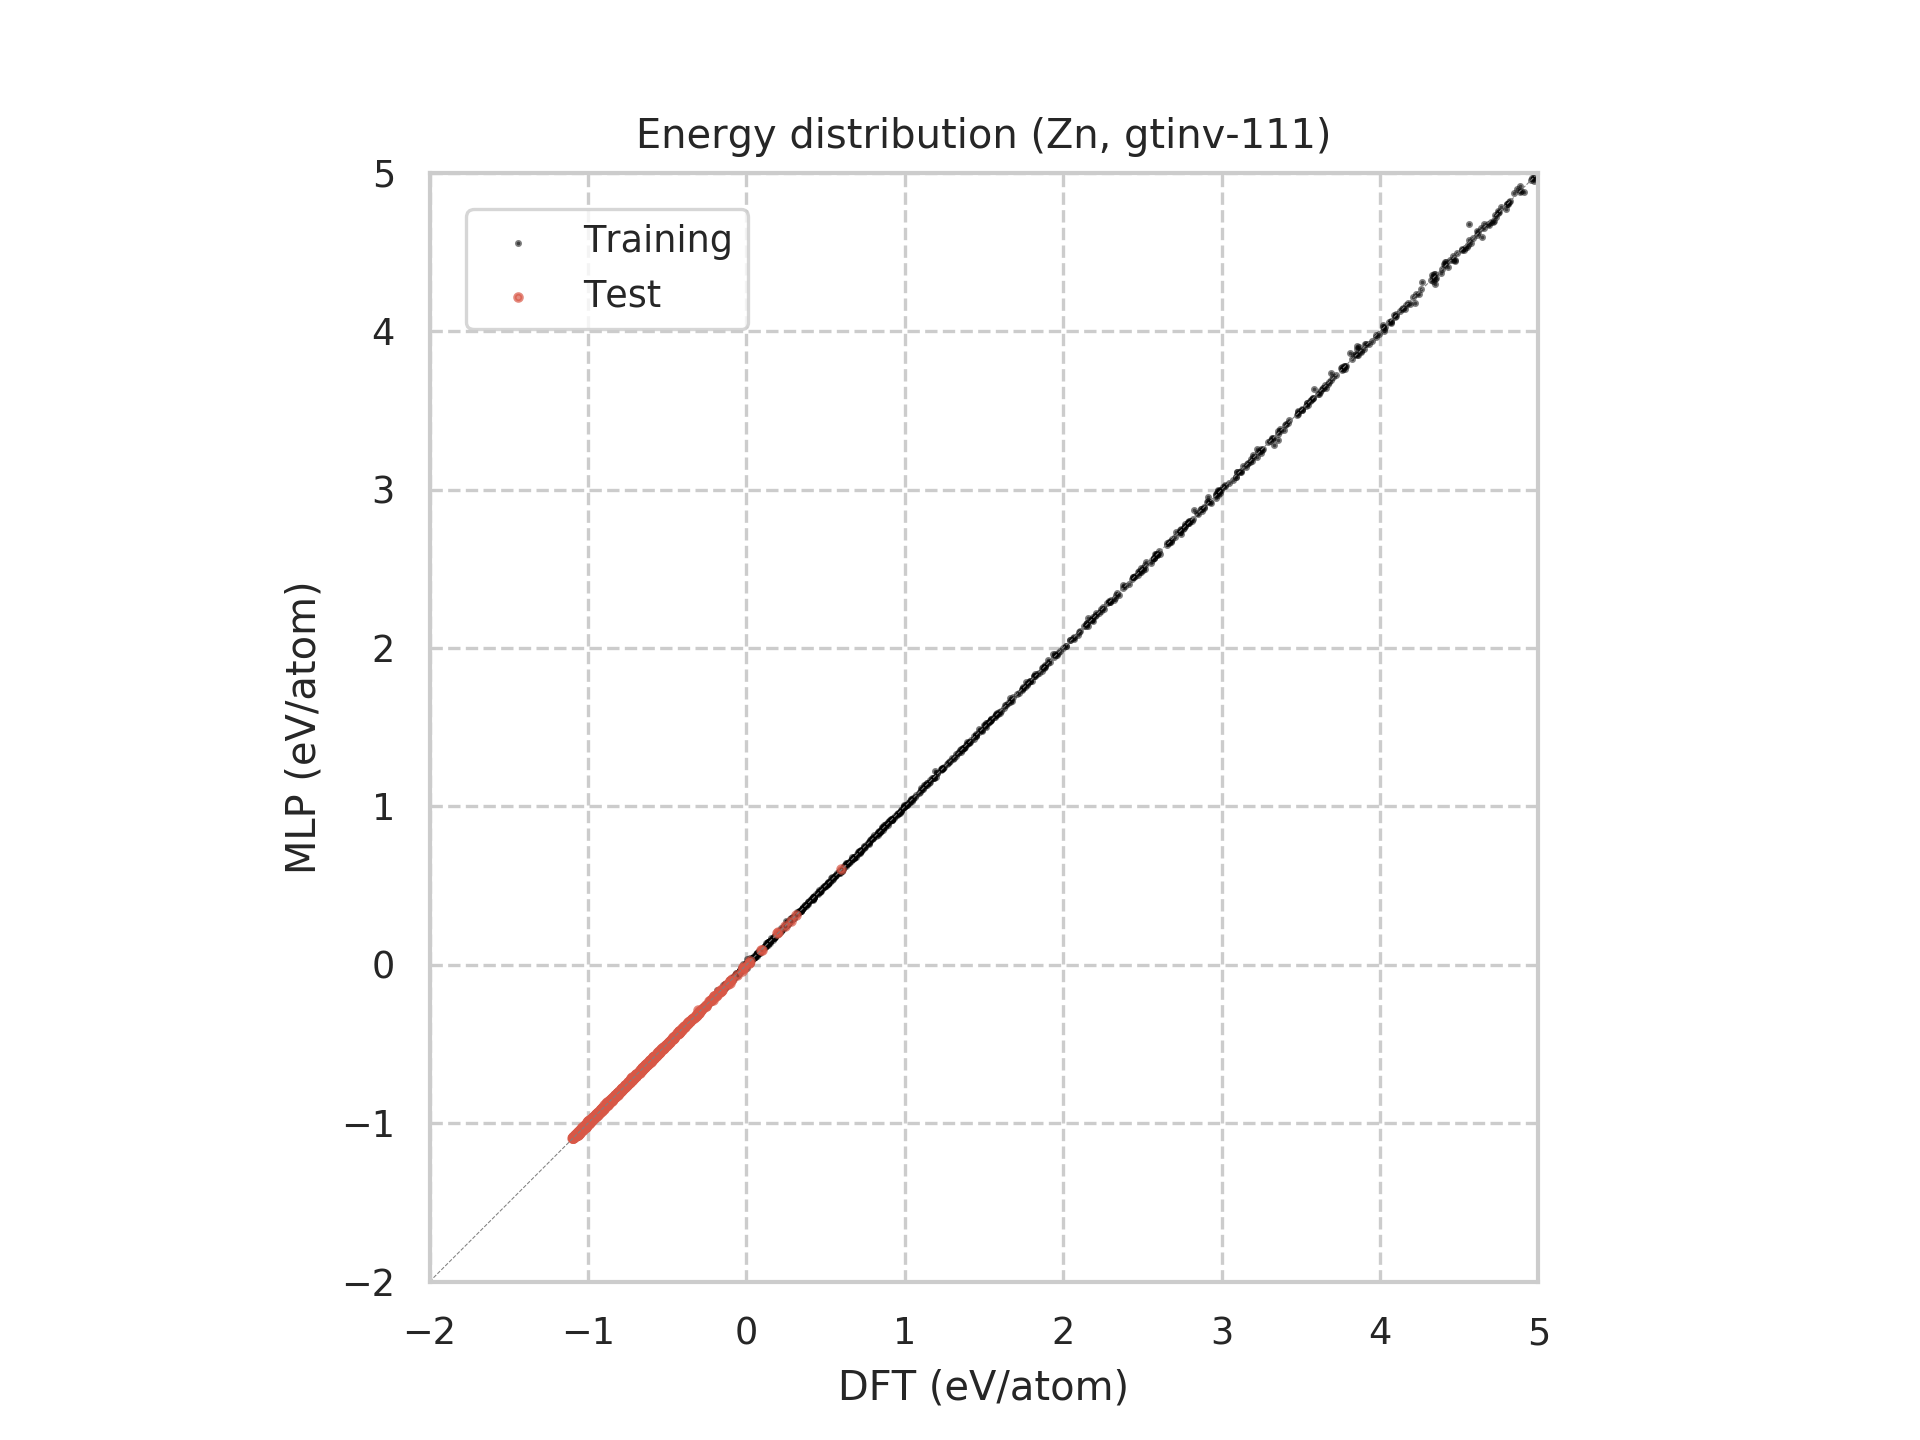 Energy distribution (Zn, gtinv-111)
Training
Test
5
4
3
2
1
0
−1
−2
MLP (eV/atom)
−2 −1 0 1 2 3 4 5
DFT (eV/atom)